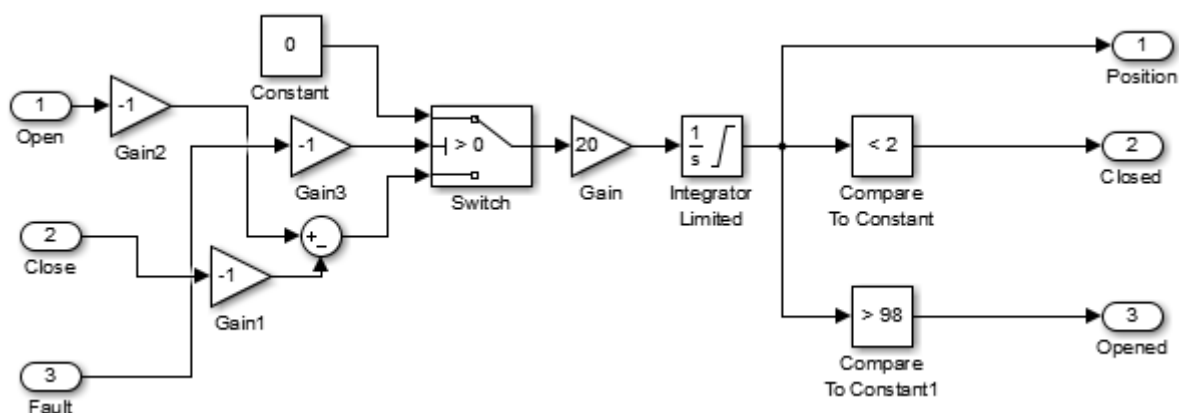 0
Constant
1
Open
-1
Gain2
-1
Gain3
> 0
Switch
20
Gain
1
s
Integrator
Limited
1
Position
< 2
Compare
To Constant
2
Closed
2
Close
+
-
-1
Gain1
> 98
Compare
To Constant1
3
Opened
3
Fault